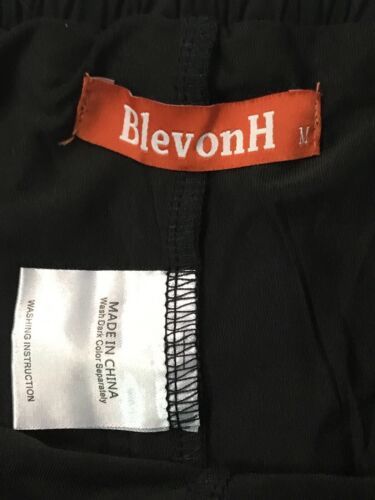 BlevonH M
MADE IN CHINA
Wash Dark
Color Separately
WASHING INSTRUCTION